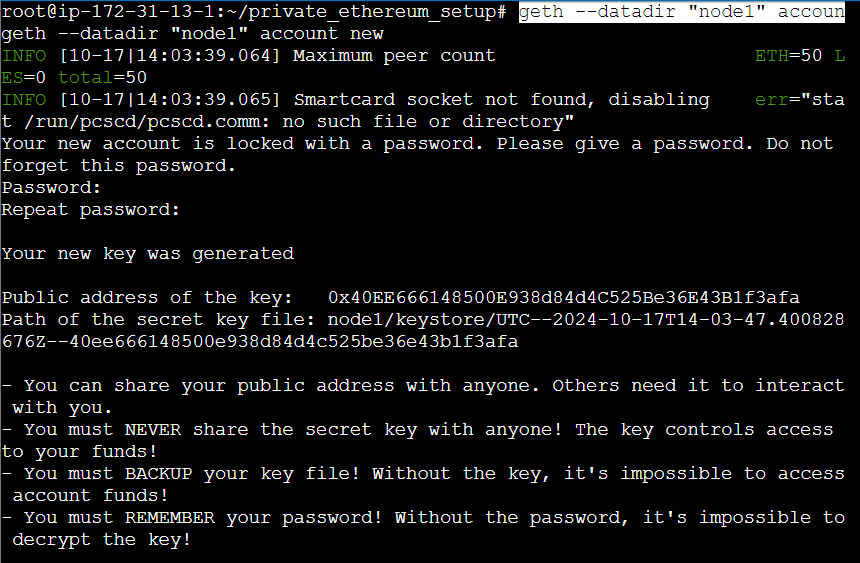 root@ip-172-31-13-1:~/private_ethereum_setup# geth --datadir "node1" accoun
geth --datadir "node1" account new
INFO [10-17|14:03:39.064] Maximum peer count ETH=50 L
ES=0 total=50
INFO [10-17|14:03:39.065] Smartcard socket not found, disabling err="sta
t /run/pcscd/pcscd.comm: no such file or directory"
Your new account is locked with a password. Please give a password. Do not
forget this password.
Password:
Repeat password:
Your new key was generated
Public address of the key: 0x40EE666148500E938d84d4C525Be36E43B1f3afa
Path of the secret key file: node1/keystore/UTC--2024-10-17T14-03-47.400828
676Z--40ee666148500e938d84d4c525be36e43b1f3afa
- You can share your public address with anyone. Others need it to interact
with you.
- You must NEVER share the secret key with anyone! The key controls access
to your funds!
- You must BACKUP your key file! Without the key, it's impossible to access
account funds!
- You must REMEMBER your password! Without the password, it's impossible to
decrypt the key!